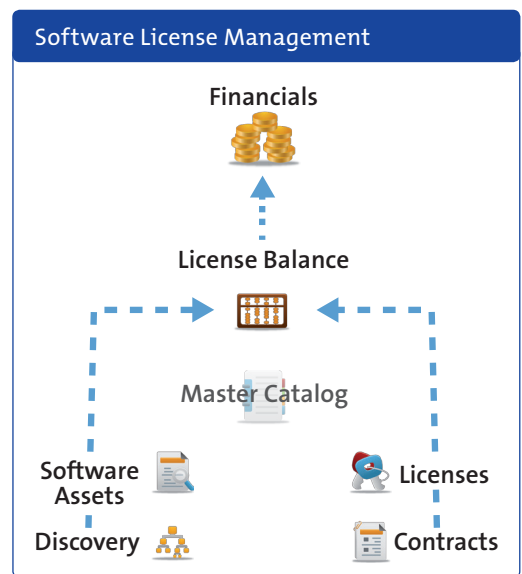 Software License Management
Financials
License Balance
Master Catalog
Software
Assets
Licenses
Discovery
Contracts